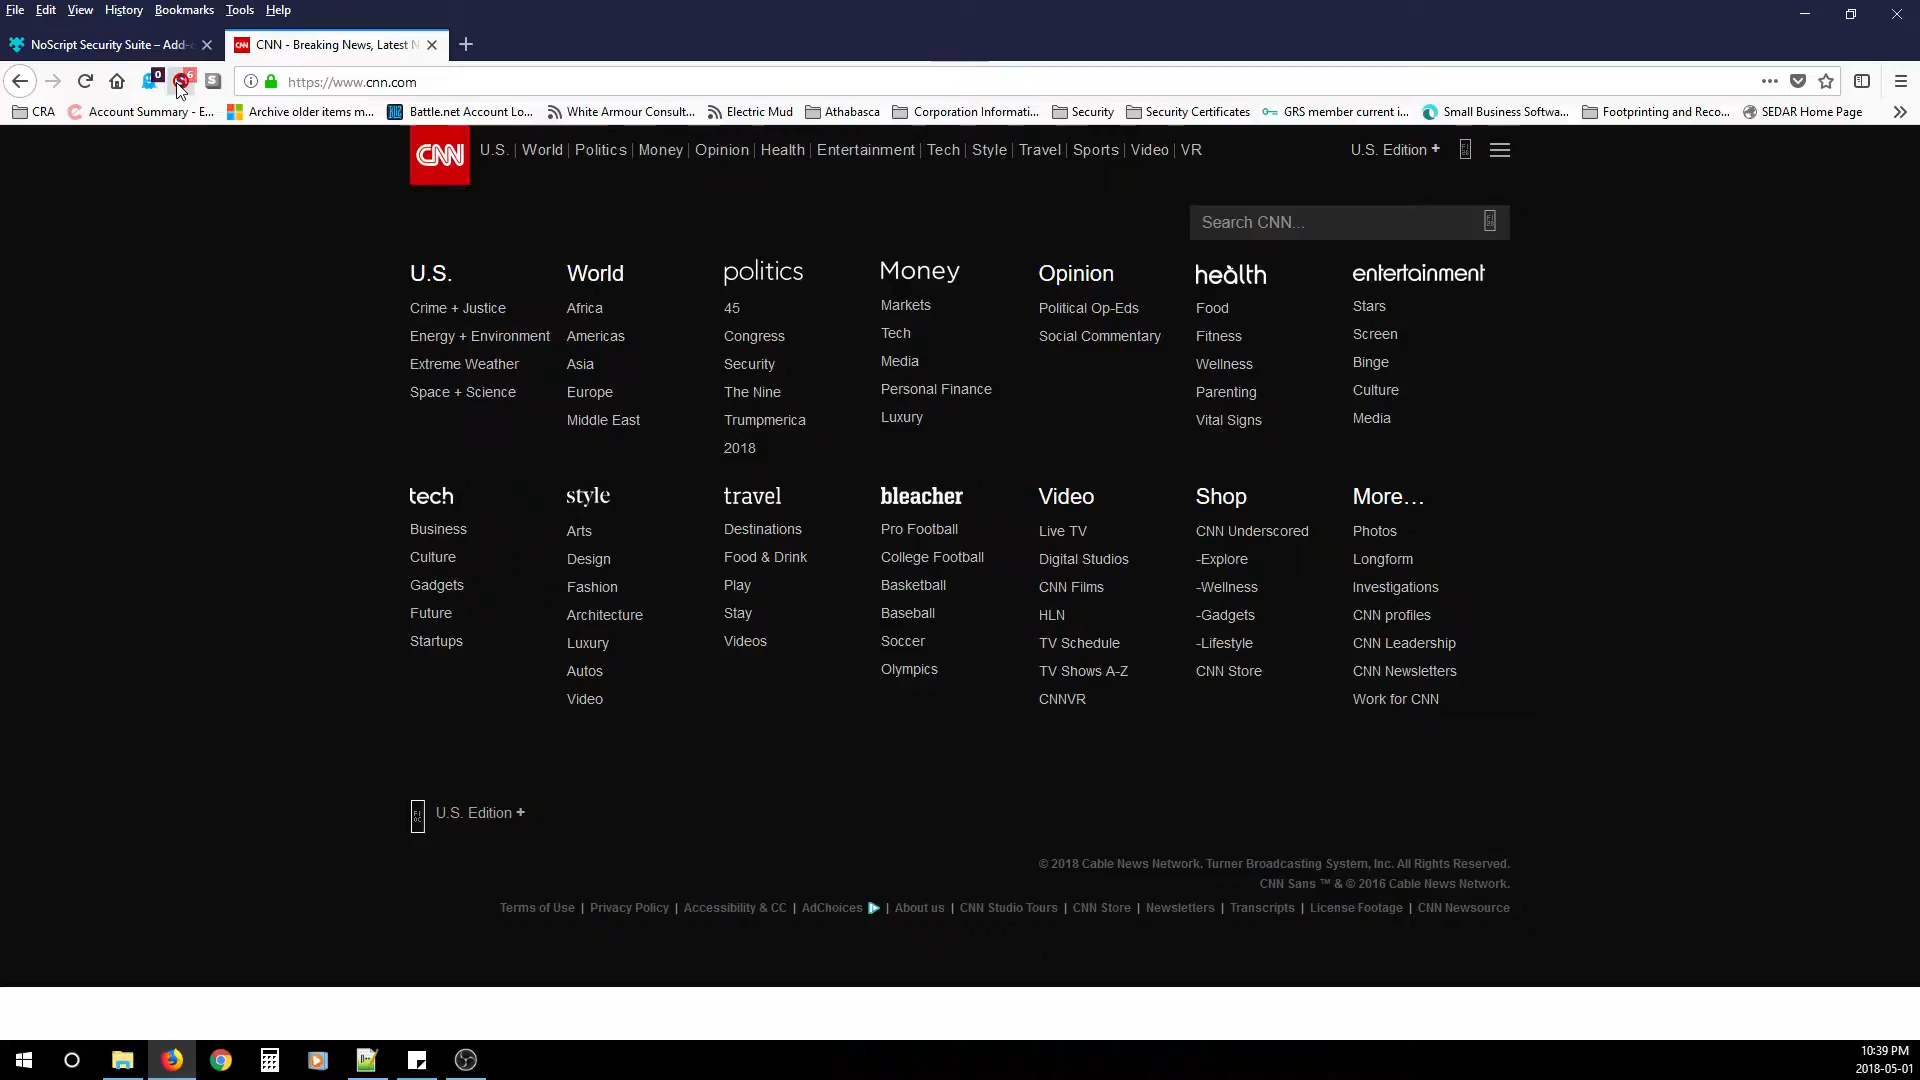 File Edit View History Bookmarks Tools Help
NoScript Security Suite – Add-o
CNN - Breaking News, Latest N
0 6 S
https://www.cnn.com
CRA Account Summary - E... Archive older items m... Battle.net Account Lo... White Armour Consult... Electric Mud Athabasca Corporation Informati... Security Security Certificates GRS member current i... Small Business Softwa... Footprinting and Reco... SEDAR Home Page
CNN U.S. World Politics Money Opinion Health Entertainment Tech Style Travel Sports Video VR U.S. Edition +
Search CNN...
U.S. World politics Money Opinion health entertainment
Crime + Justice Africa 45 Markets Political Op-Eds Food Stars
Energy + Environment Americas Congress Tech Social Commentary Fitness Screen
Extreme Weather Asia Security Media Wellness Binge
Space + Science Europe The Nine Personal Finance Parenting Culture
Middle East Trumpmerica Luxury Vital Signs Media
2018
tech style travel bleacher Video Shop More...
Business Arts Destinations Pro Football Live TV CNN Underscored Photos
Culture Design Food & Drink College Football Digital Studios -Explore Longform
Gadgets Fashion Play Basketball CNN Films -Wellness Investigations
Future Architecture Stay Baseball HLN -Gadgets CNN profiles
Startups Luxury Videos Soccer TV Schedule -Lifestyle CNN Leadership
Autos Olympics TV Shows A-Z CNN Store CNN Newsletters
Video CNNVR Work for CNN
U.S. Edition +
© 2018 Cable News Network. Turner Broadcasting System, Inc. All Rights Reserved.
CNN Sans ™ & © 2016 Cable News Network.
Terms of Use | Privacy Policy | Accessibility & CC | AdChoices | About us | CNN Studio Tours | CNN Store | Newsletters | Transcripts | License Footage | CNN Newsource
10:39 PM
2018-05-01